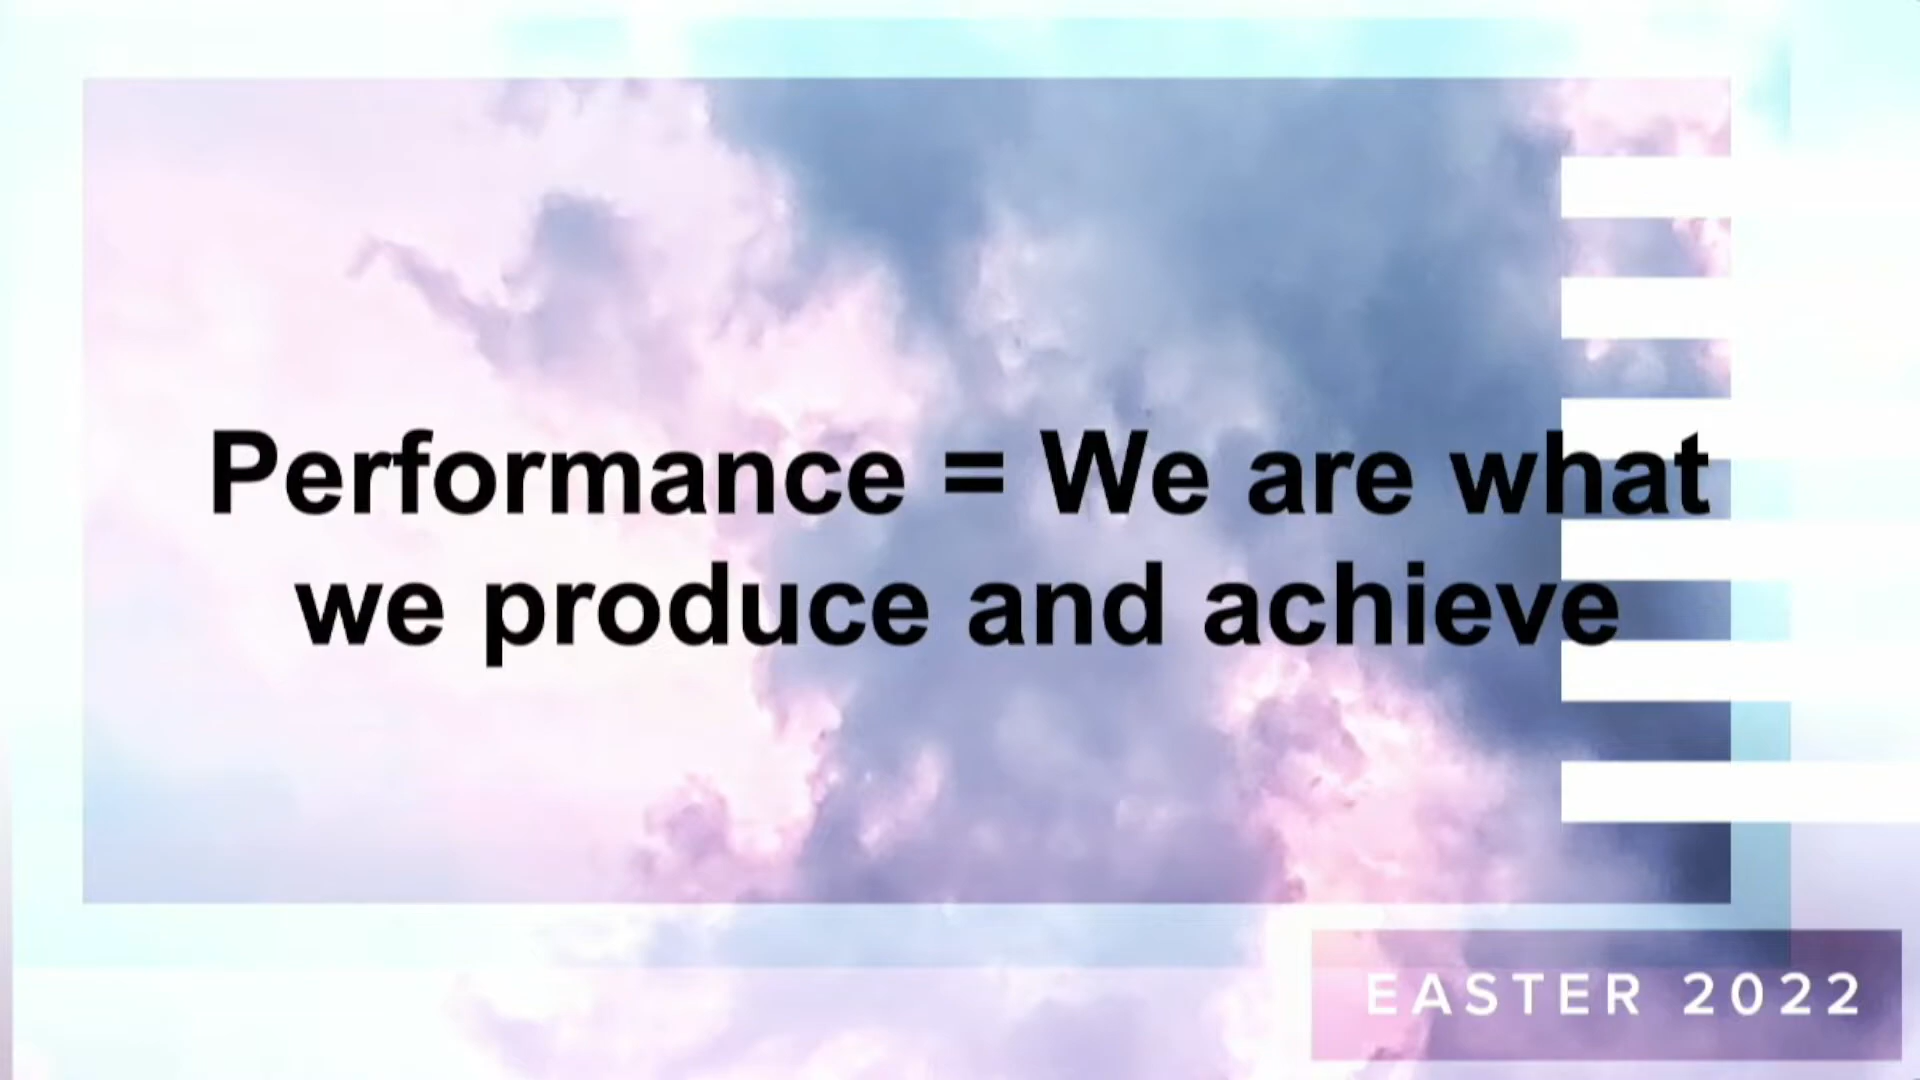 Performance = We are what
we produce and achieve
EASTER 2022